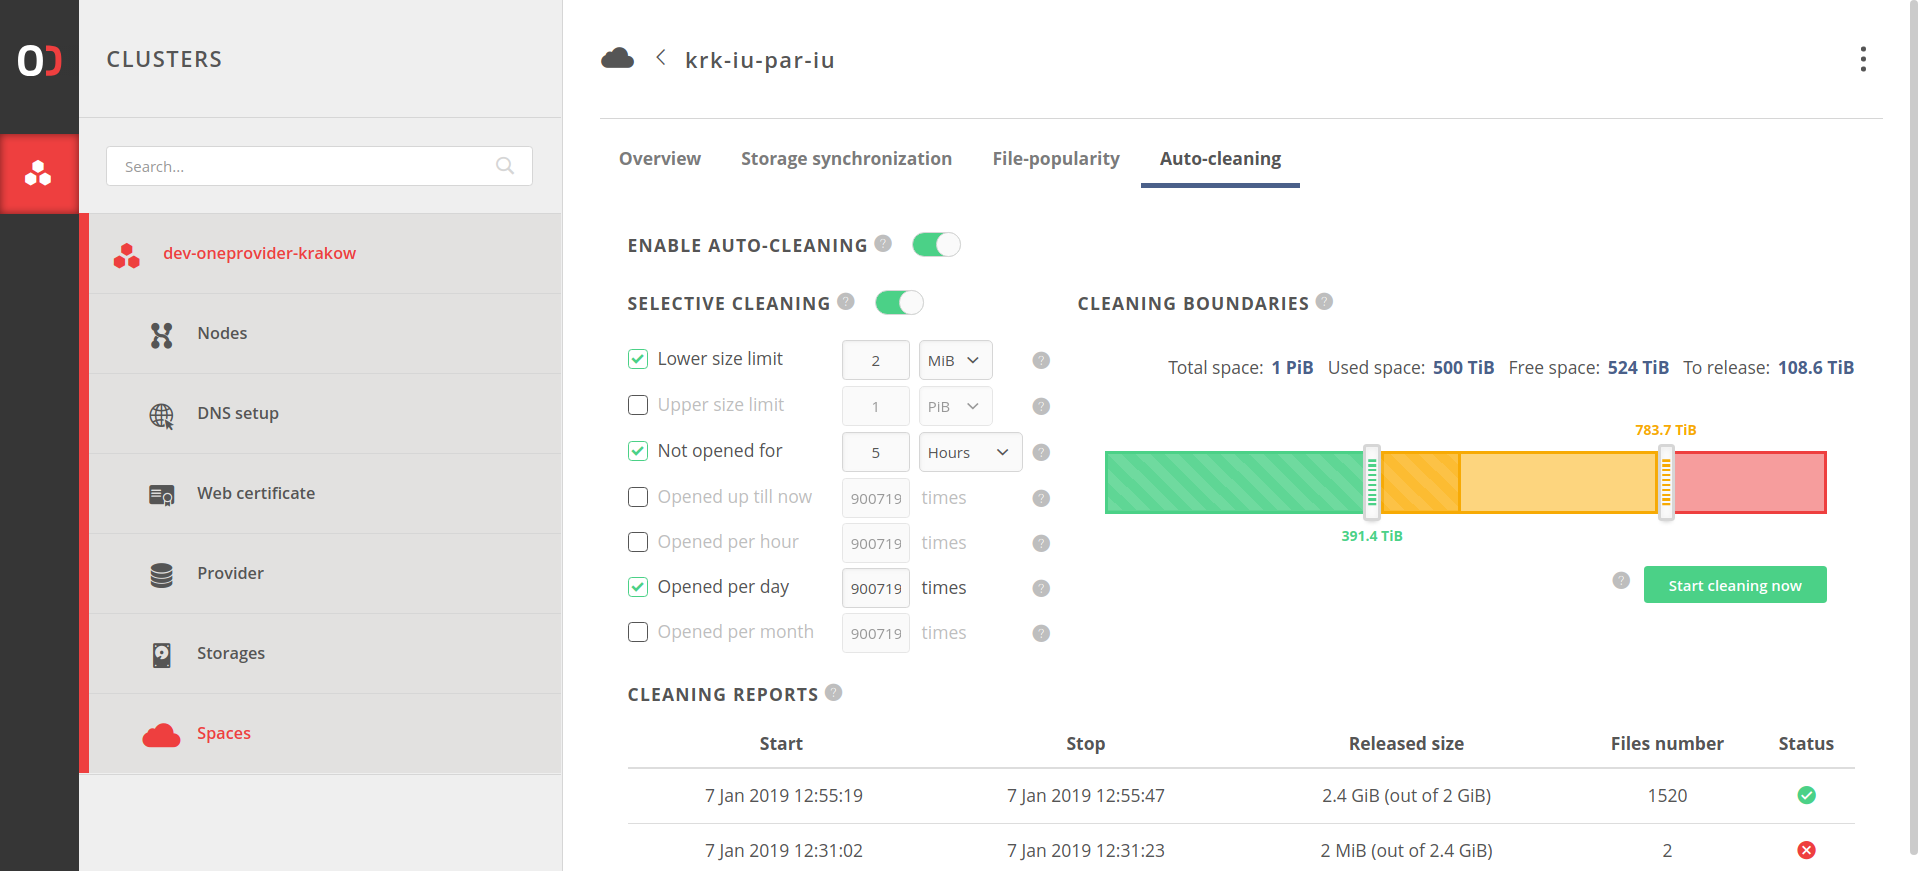 CLUSTERS
krk-iu-par-iu
Search...
Overview Storage synchronization File-popularity Auto-cleaning
dev-oneprovider-krakow
Nodes
DNS setup
Web certificate
Provider
Storages
Spaces
ENABLE AUTO-CLEANING ?
SELECTIVE CLEANING ?
Lower size limit 2 MiB ?
Upper size limit 1 PiB ?
Not opened for 5 Hours ?
Opened up till now 900719 times ?
Opened per hour 900719 times ?
Opened per day 900719 times ?
Opened per month 900719 times ?
CLEANING BOUNDARIES ?
Total space: 1 PiB Used space: 500 TiB Free space: 524 TiB To release: 108.6 TiB
783.7 TiB
391.4 TiB
? Start cleaning now
CLEANING REPORTS ?
Start Stop Released size Files number Status
7 Jan 2019 12:55:19 7 Jan 2019 12:55:47 2.4 GiB (out of 2 GiB) 1520
7 Jan 2019 12:31:02 7 Jan 2019 12:31:23 2 MiB (out of 2.4 GiB) 2